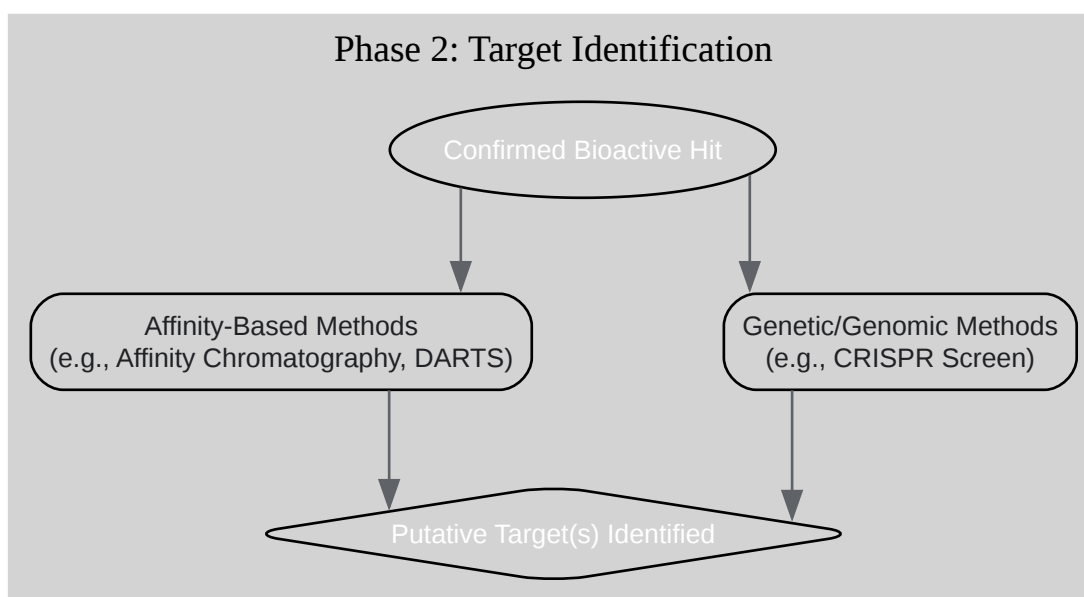 Phase 2: Target Identification
Confirmed Bioactive Hit
Affinity-Based Methods
(e.g., Affinity Chromatography, DARTS)
Genetic/Genomic Methods
(e.g., CRISPR Screen)
Putative Target(s) Identified